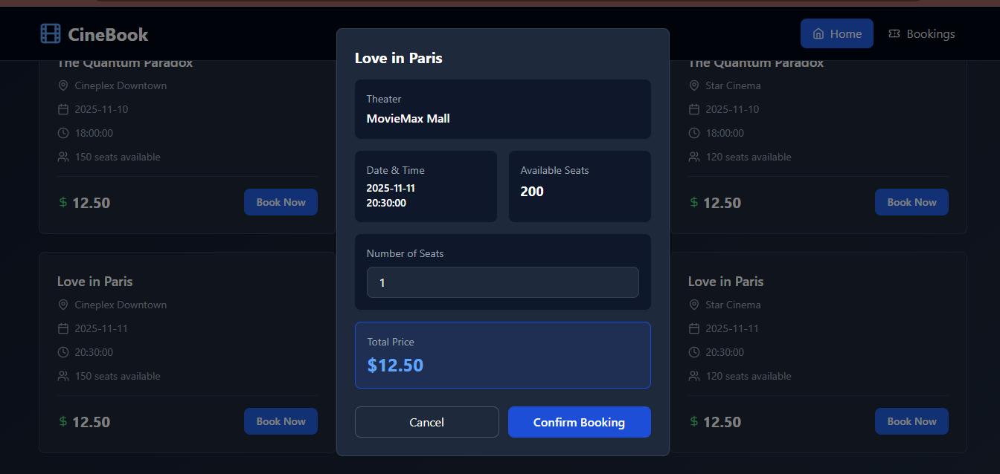 CineBook
Home
Bookings
The Quantum Paradox
Cineplex Downtown
2025-11-10
18:00:00
150 seats available
$ 12.50
Book Now
Love in Paris
Cineplex Downtown
2025-11-11
20:30:00
150 seats available
$ 12.50
Book Now
Love in Paris
Theater
MovieMax Mall
Date & Time
2025-11-11
20:30:00
Available Seats
200
Number of Seats
1
Total Price
$12.50
Cancel
Confirm Booking
The Quantum Paradox
Star Cinema
2025-11-10
18:00:00
120 seats available
$ 12.50
Book Now
Love in Paris
Star Cinema
2025-11-11
20:30:00
120 seats available
$ 12.50
Book Now